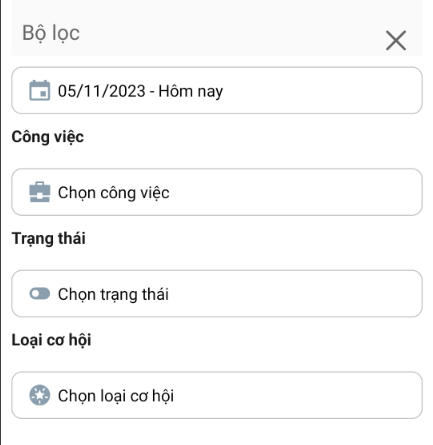 Bộ lọc
05/11/2023 - Hôm nay
Công việc
Chọn công việc
Trạng thái
Chọn trạng thái
Loại cơ hội
Chọn loại cơ hội